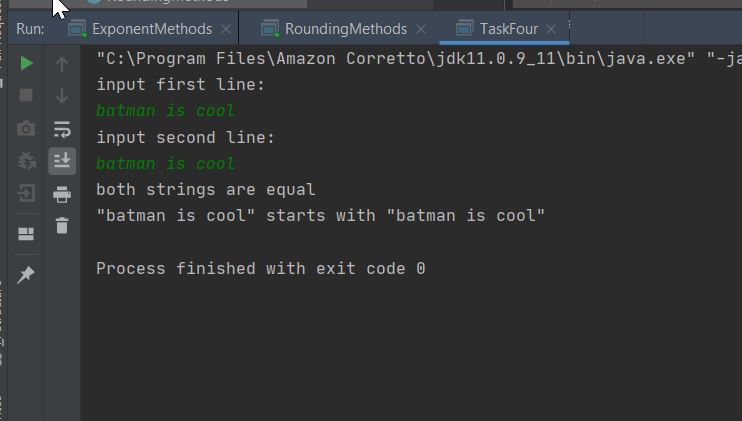 RoundingMethods
Run: ExponentMethods RoundingMethods TaskFour
"C:\Program Files\Amazon Corretto\jdk11.0.9_11\bin\java.exe" "-ja
input first line:
batman is cool
input second line:
batman is cool
both strings are equal
"batman is cool" starts with "batman is cool"
Process finished with exit code 0